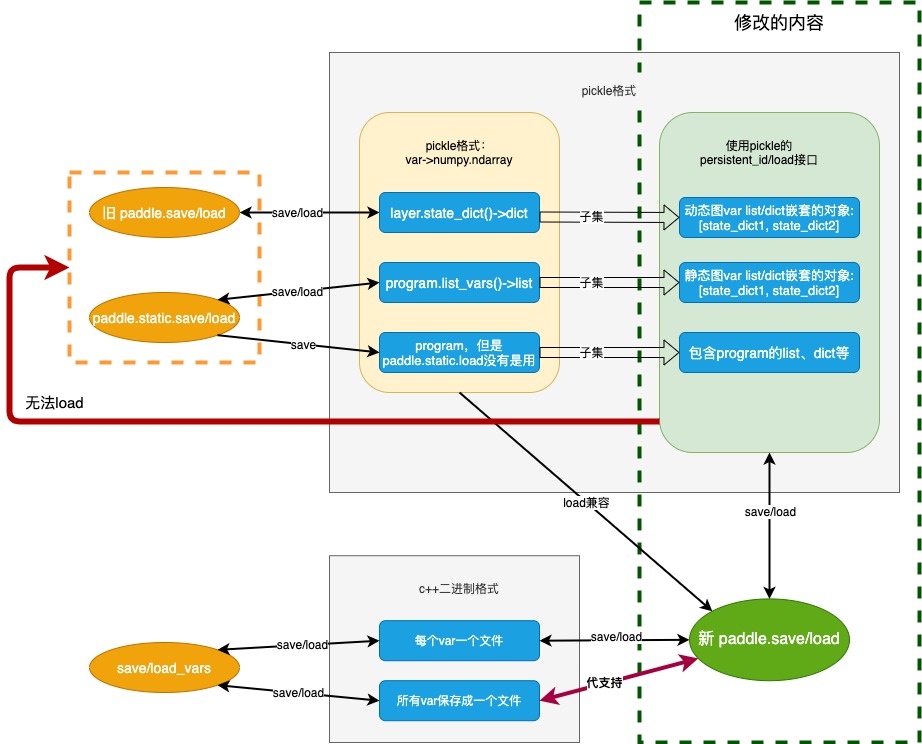 修改的内容
pickle格式
pickle格式：
var->numpy.ndarray
使用pickle的
persistent_id/load接口
旧 paddle.save/load
save/load
layer.state_dict()->dict
子集
动态图var list/dict嵌套的对象:
[state_dict1, state_dict2]
save/load
program.list_vars()->list
子集
静态图var list/dict嵌套的对象:
[state_dict1, state_dict2]
paddle.static.save/load
save
program，但是
paddle.static.load没有是用
子集
包含program的list、dict等
无法load
load兼容
save/load
c++二进制格式
save/load
每个var一个文件
save/load
新 paddle.save/load
save/load_vars
save/load
所有var保存成一个文件
代支持